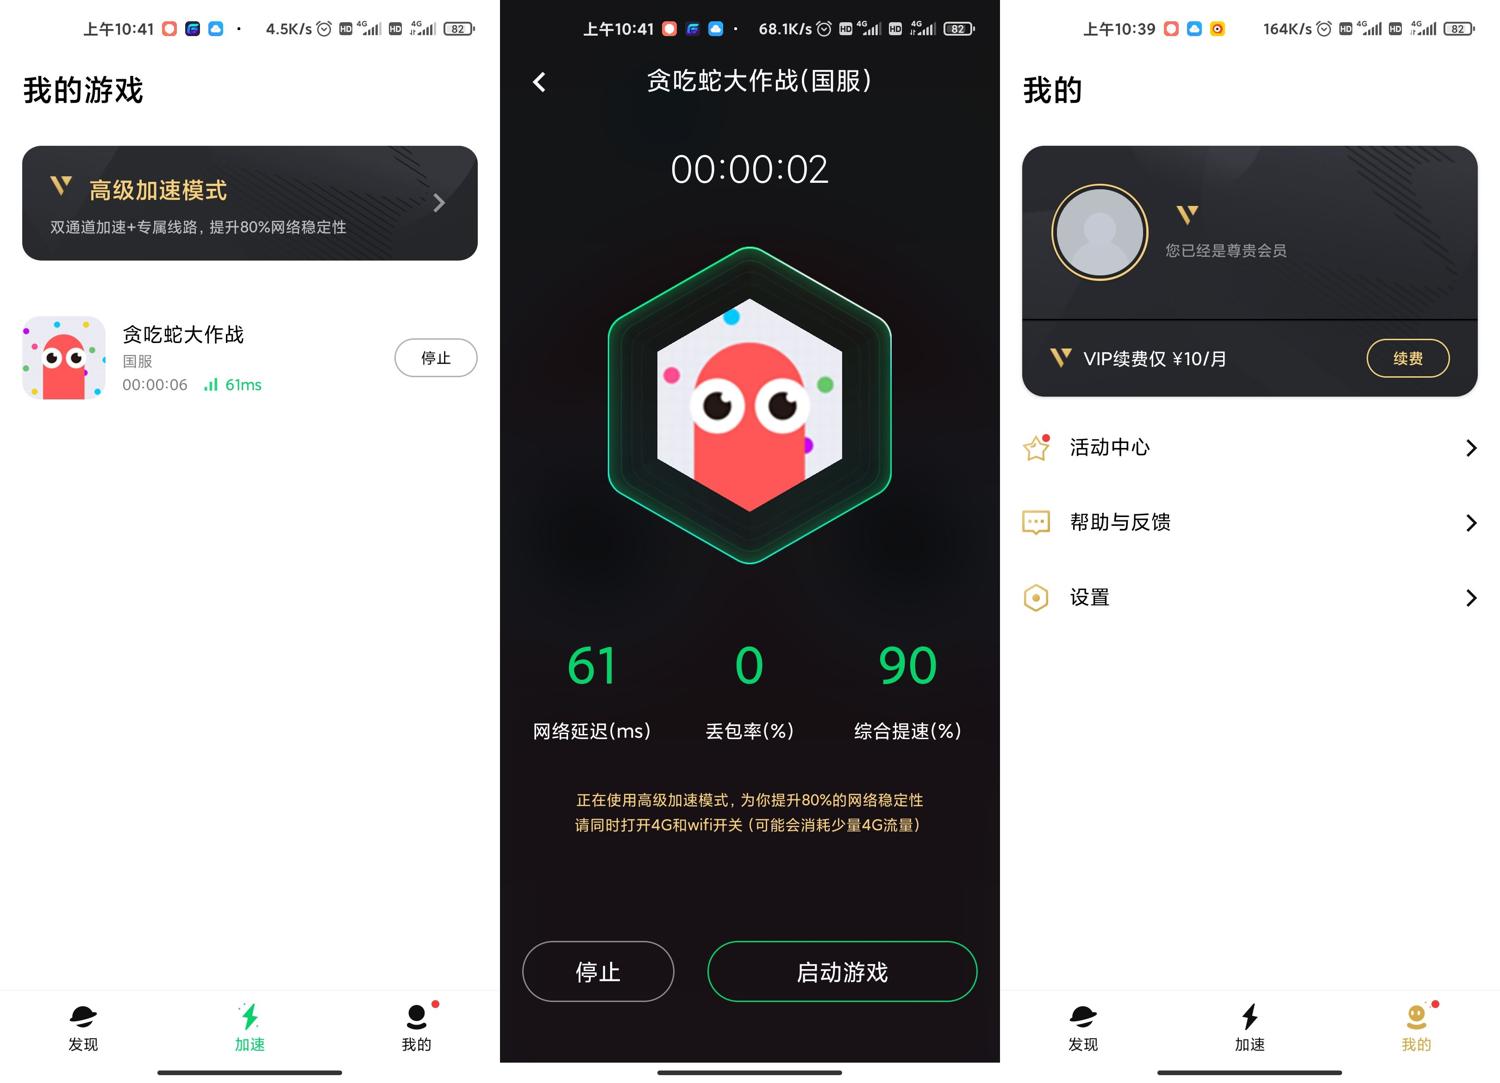 上午10:41
4.5K/s
HD
4G
HD
4G
82
我的游戏
高级加速模式
双通道加速+专属线路，提升80%网络稳定性
贪吃蛇大作战
国服
00:00:06 61ms
停止
发现
加速
我的
上午10:41
68.1K/s
HD
4G
HD
4G
82
贪吃蛇大作战(国服)
00:00:02
61
0
90
网络延迟(ms)
丢包率(%)
综合提速(%)
正在使用高级加速模式，为你提升80%的网络稳定性
请同时打开4G和wifi开关（可能会消耗少量4G流量）
停止
启动游戏
上午10:39
164K/s
HD
4G
HD
4G
82
我的
您已经是尊贵会员
VIP续费仅 ¥10/月
续费
活动中心
帮助与反馈
设置
发现
加速
我的